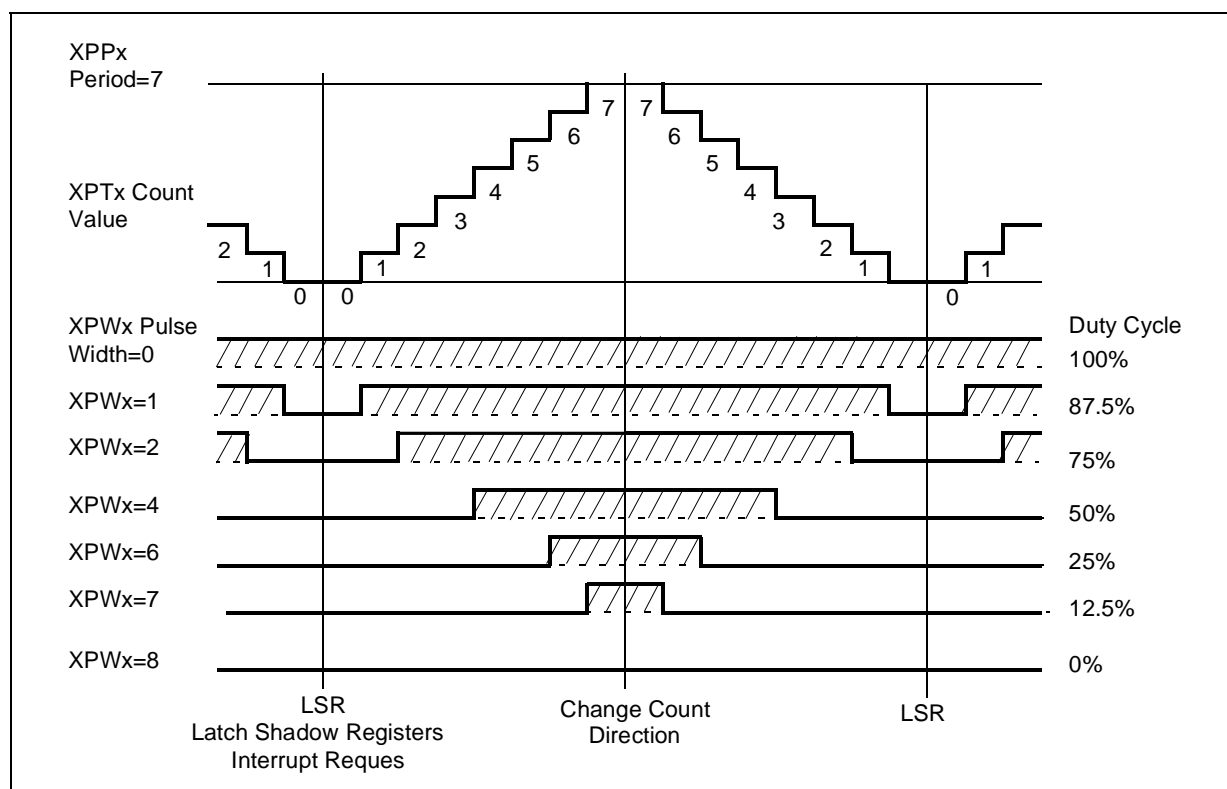 XPPx
Period=7
7 7
6 6
5 5
4 4
3 3
2 2
1 1
0 0
XPTx Count
Value
2
1
0
1
XPWx Pulse
Width=0
Duty Cycle
100%
XPWx=1
87.5%
XPWx=2
75%
XPWx=4
50%
XPWx=6
25%
XPWx=7
12.5%
XPWx=8
0%
LSR
Latch Shadow Registers
Interrupt Reques
Change Count
Direction
LSR